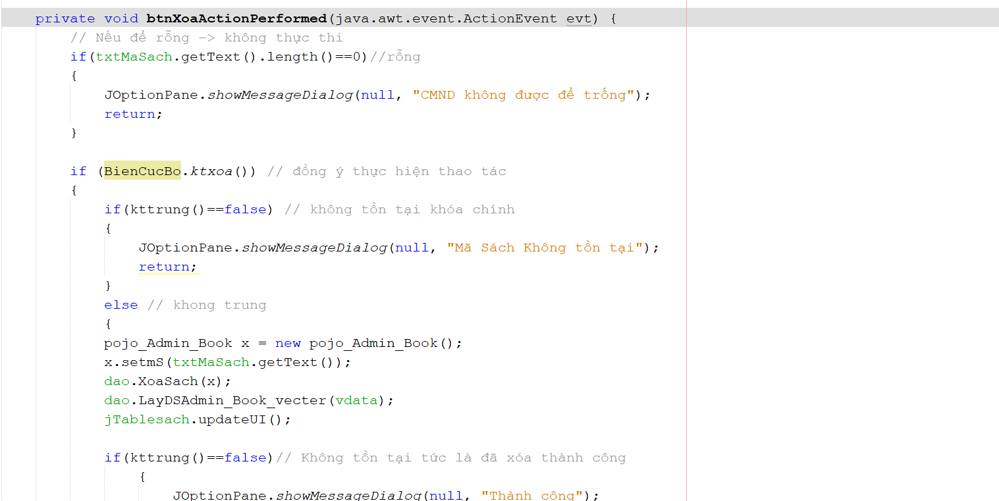 private void btnXoaActionPerformed(java.awt.event.ActionEvent evt) {
// Nếu để rỗng -> không thực thi
if(txtMaSach.getText().length()==0)//rỗng
{
JOptionPane.showMessageDialog(null, "CMND không được để trống");
return;
}
if (BienCucBo.ktxoa()) // đồng ý thực hiện thao tác
{
if(kttrung()==false) // không tồn tại khóa chính
{
JOptionPane.showMessageDialog(null, "Mã Sách Không tồn tại");
return;
}
else // khong trung
{
pojo_Admin_Book x = new pojo_Admin_Book();
x.setmS(txtMaSach.getText());
dao.XoaSach(x);
dao.LayDSAdmin_Book_vecter(vdata);
jTablesach.updateUI();
if(kttrung()==false)// Không tồn tại tức là đã xóa thành công
{
JOptionPane.showMessageDialog(null, "Thành công");